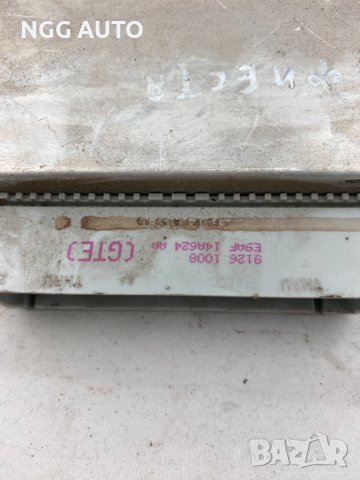 NGG AUTO
ФИЕСТА
9126 1008
E9AF 14A624 AA
(GTE)
BAZAR
bg